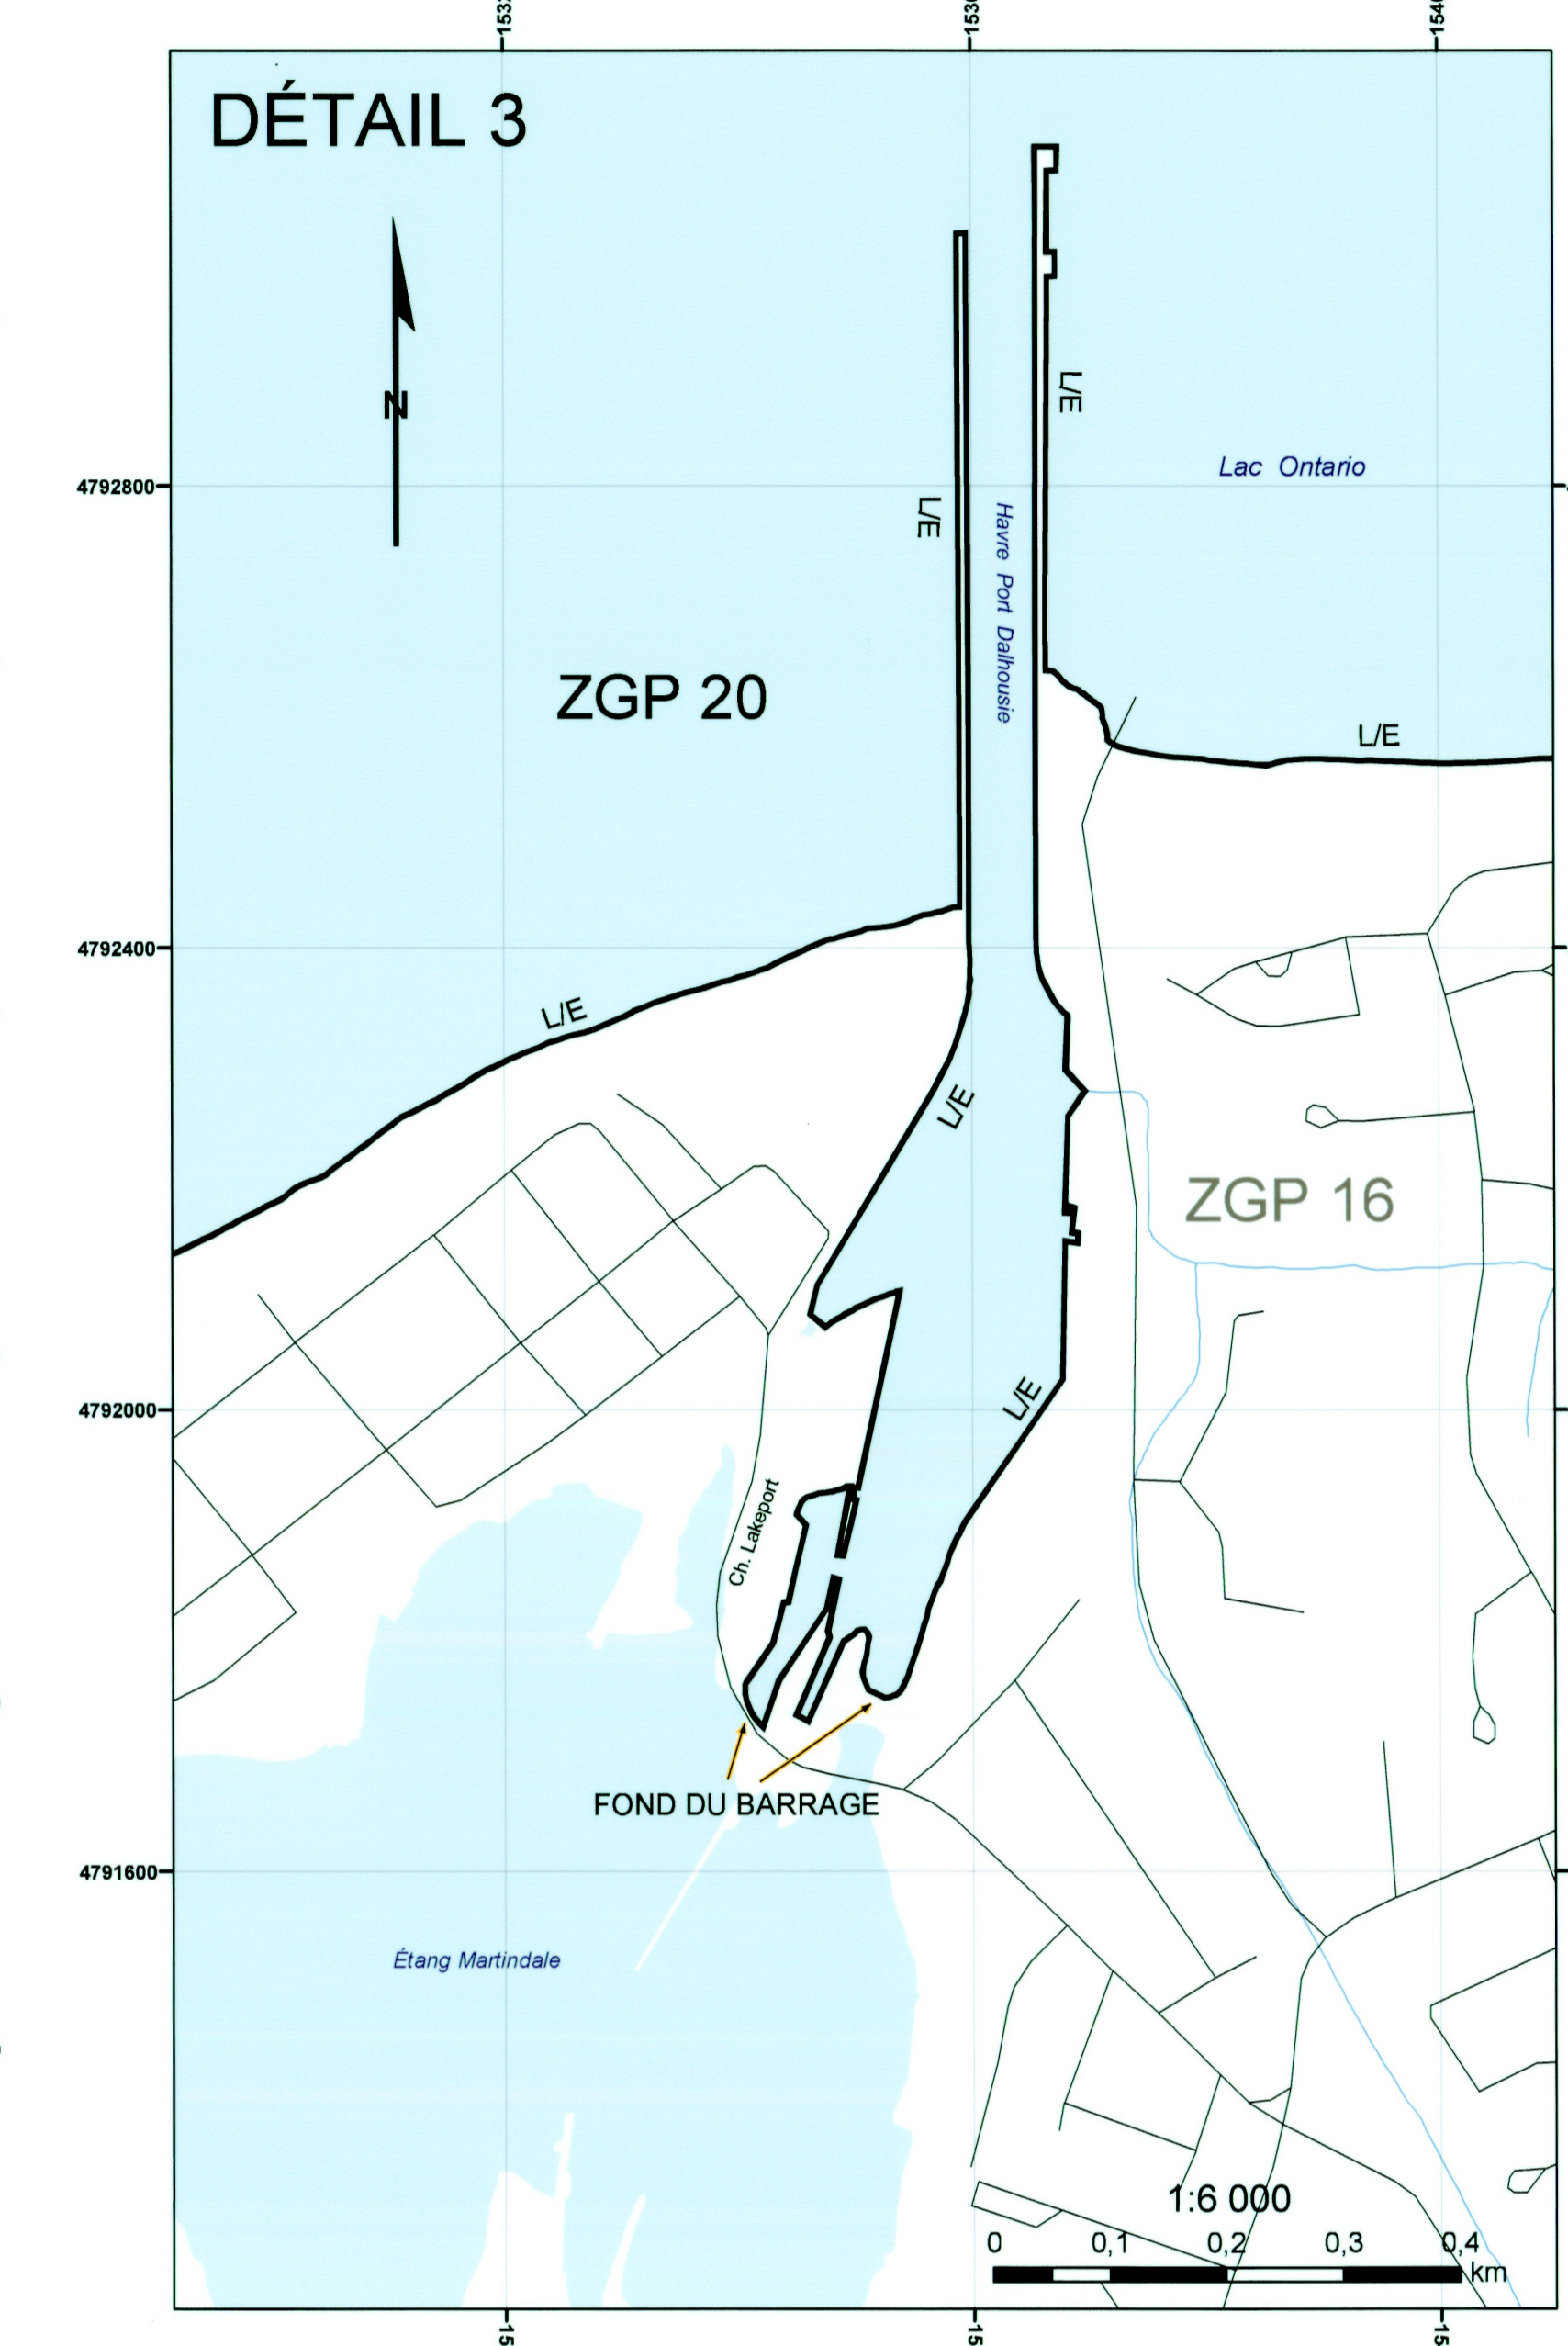 DÉTAIL 3
N
4792800
L/E
L/E
Lac Ontario
Havre Port Dalhousie
ZGP 20
L/E
4792400
L/E
L/E
ZGP 16
4792000
L/E
Ch. Lakeport
FOND DU BARRAGE
4791600
Étang Martindale
1:6 000
0 0,1 0,2 0,3 0,4
km